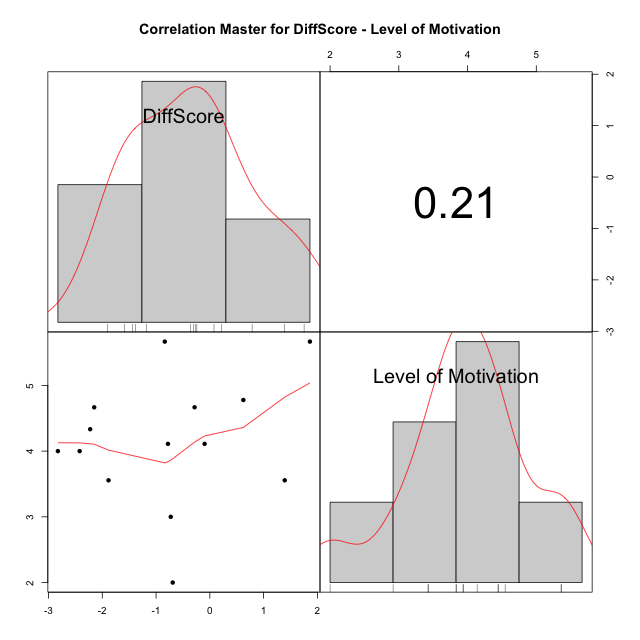 Correlation Master for DiffScore - Level of Motivation
2 3 4 5
DiffScore
0.21
2
1
0
-1
-2
-3
Level of Motivation
5
4
3
2
-3 -2 -1 0 1 2